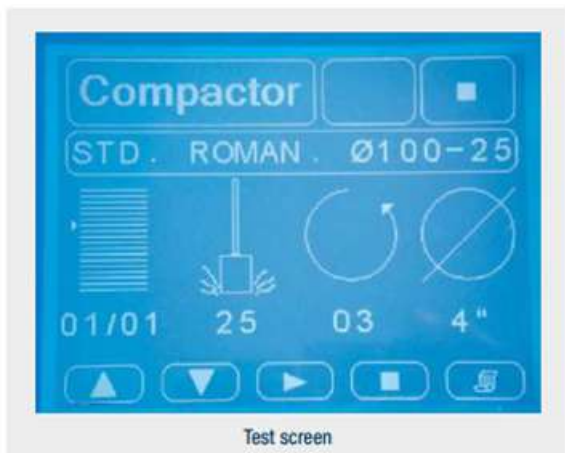 Compactor
STD. ROMAN. Ø100-25
01/01 25 03 4"
Test screen